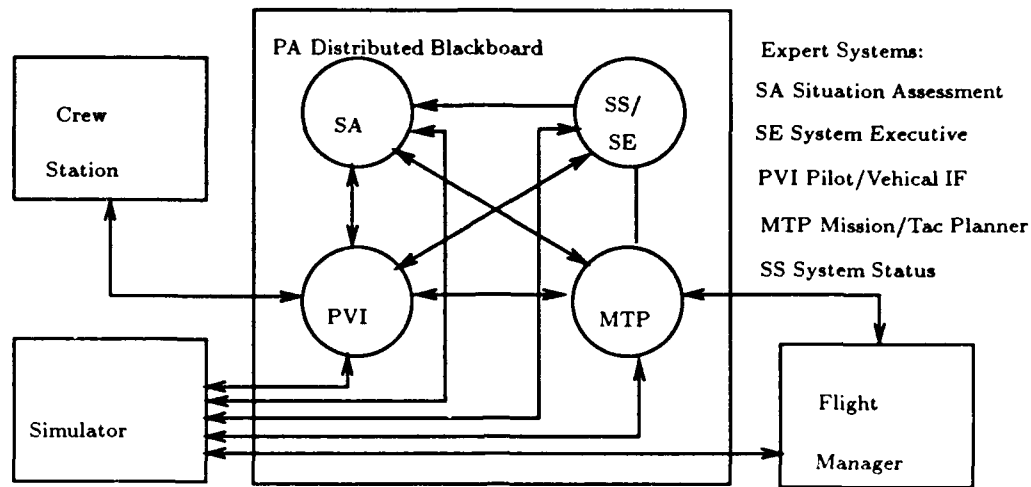 PA Distributed Blackboard
Expert Systems:
Crew
Station
SA
SS/
SE
SA Situation Assessment
SE System Executive
PVI Pilot/Vehical IF
MTP Mission/Tac Planner
SS System Status
PVI
MTP
Simulator
Flight
Manager